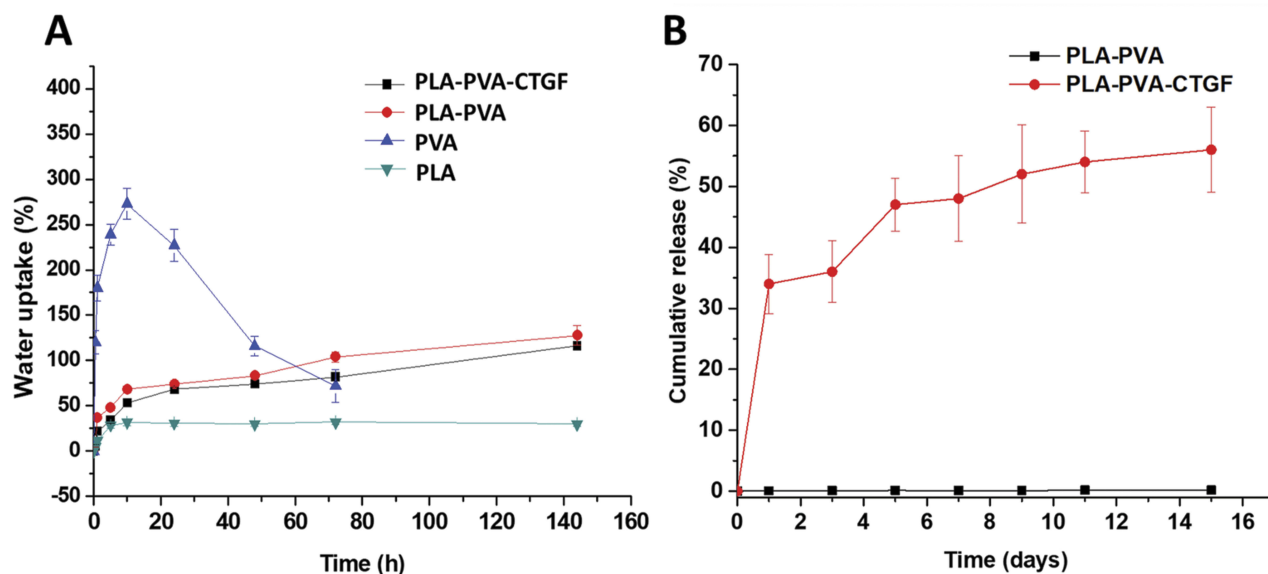 A
PLA-PVA-CTGF
PLA-PVA
PVA
PLA
Water uptake (%)
400
350
300
250
200
150
100
50
0
-50
0 20 40 60 80 100 120 140 160
Time (h)
B
PLA-PVA
PLA-PVA-CTGF
Cumulative release (%)
70
60
50
40
30
20
10
0
0 2 4 6 8 10 12 14 16
Time (days)